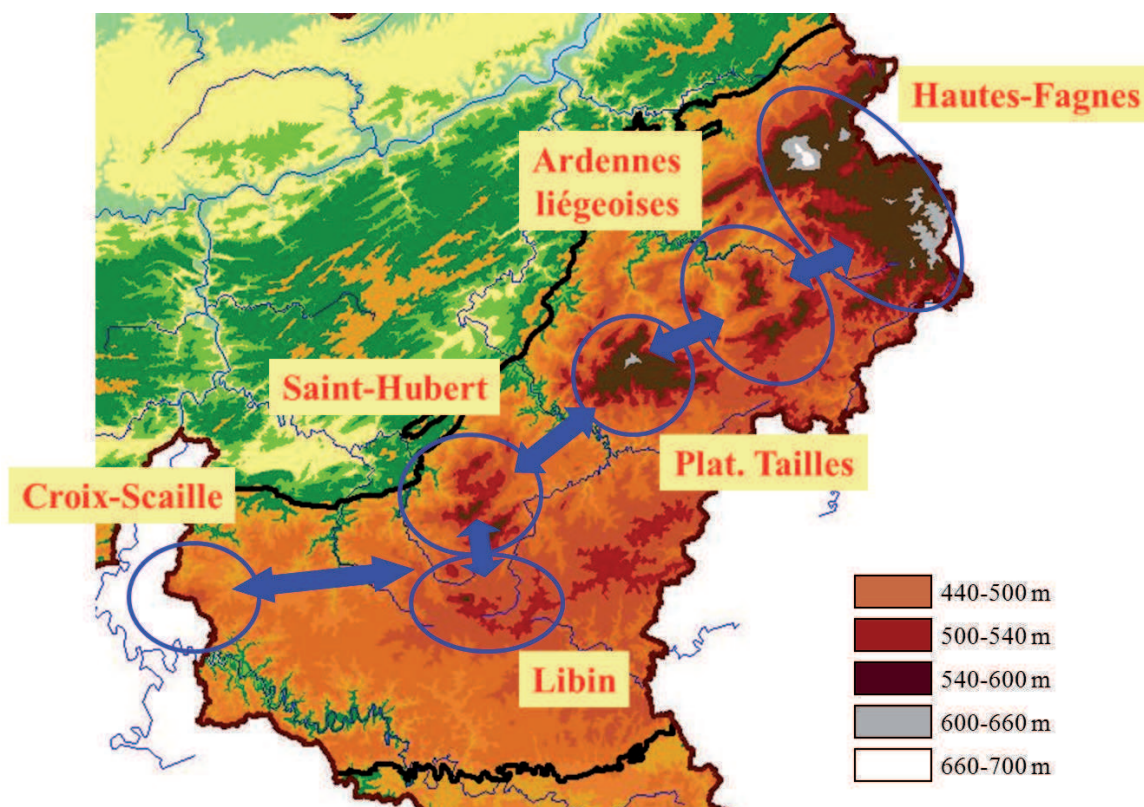 Hautes-Fagnes
Ardennes
liégeoises
Saint-Hubert
Plat. Tailles
Croix-Scaille
Libin
440-500 m
500-540 m
540-600 m
600-660 m
660-700 m